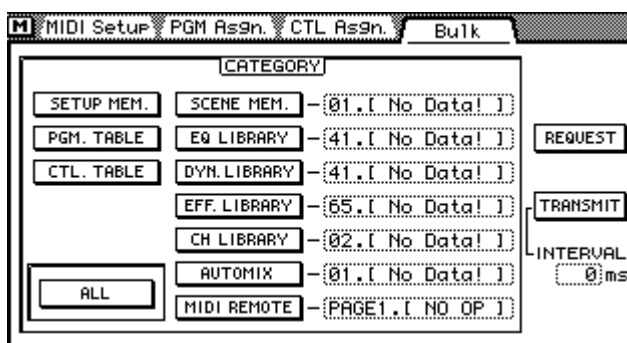 M MIDI Setup PGM Asgn. CTL Asgn. Bulk
CATEGORY
SETUP MEM. SCENE MEM. 01.[ No Data! ]
PGM. TABLE EQ LIBRARY 41.[ No Data! ] REQUEST
CTL. TABLE DYN. LIBRARY 41.[ No Data! ]
EFF. LIBRARY 65.[ No Data! ] TRANSMIT
CH LIBRARY 02.[ No Data! ]
INTERVAL
AUTOMIX 01.[ No Data! ] 0 ms
ALL
MIDI REMOTE PAGE1.[ NO OP ]